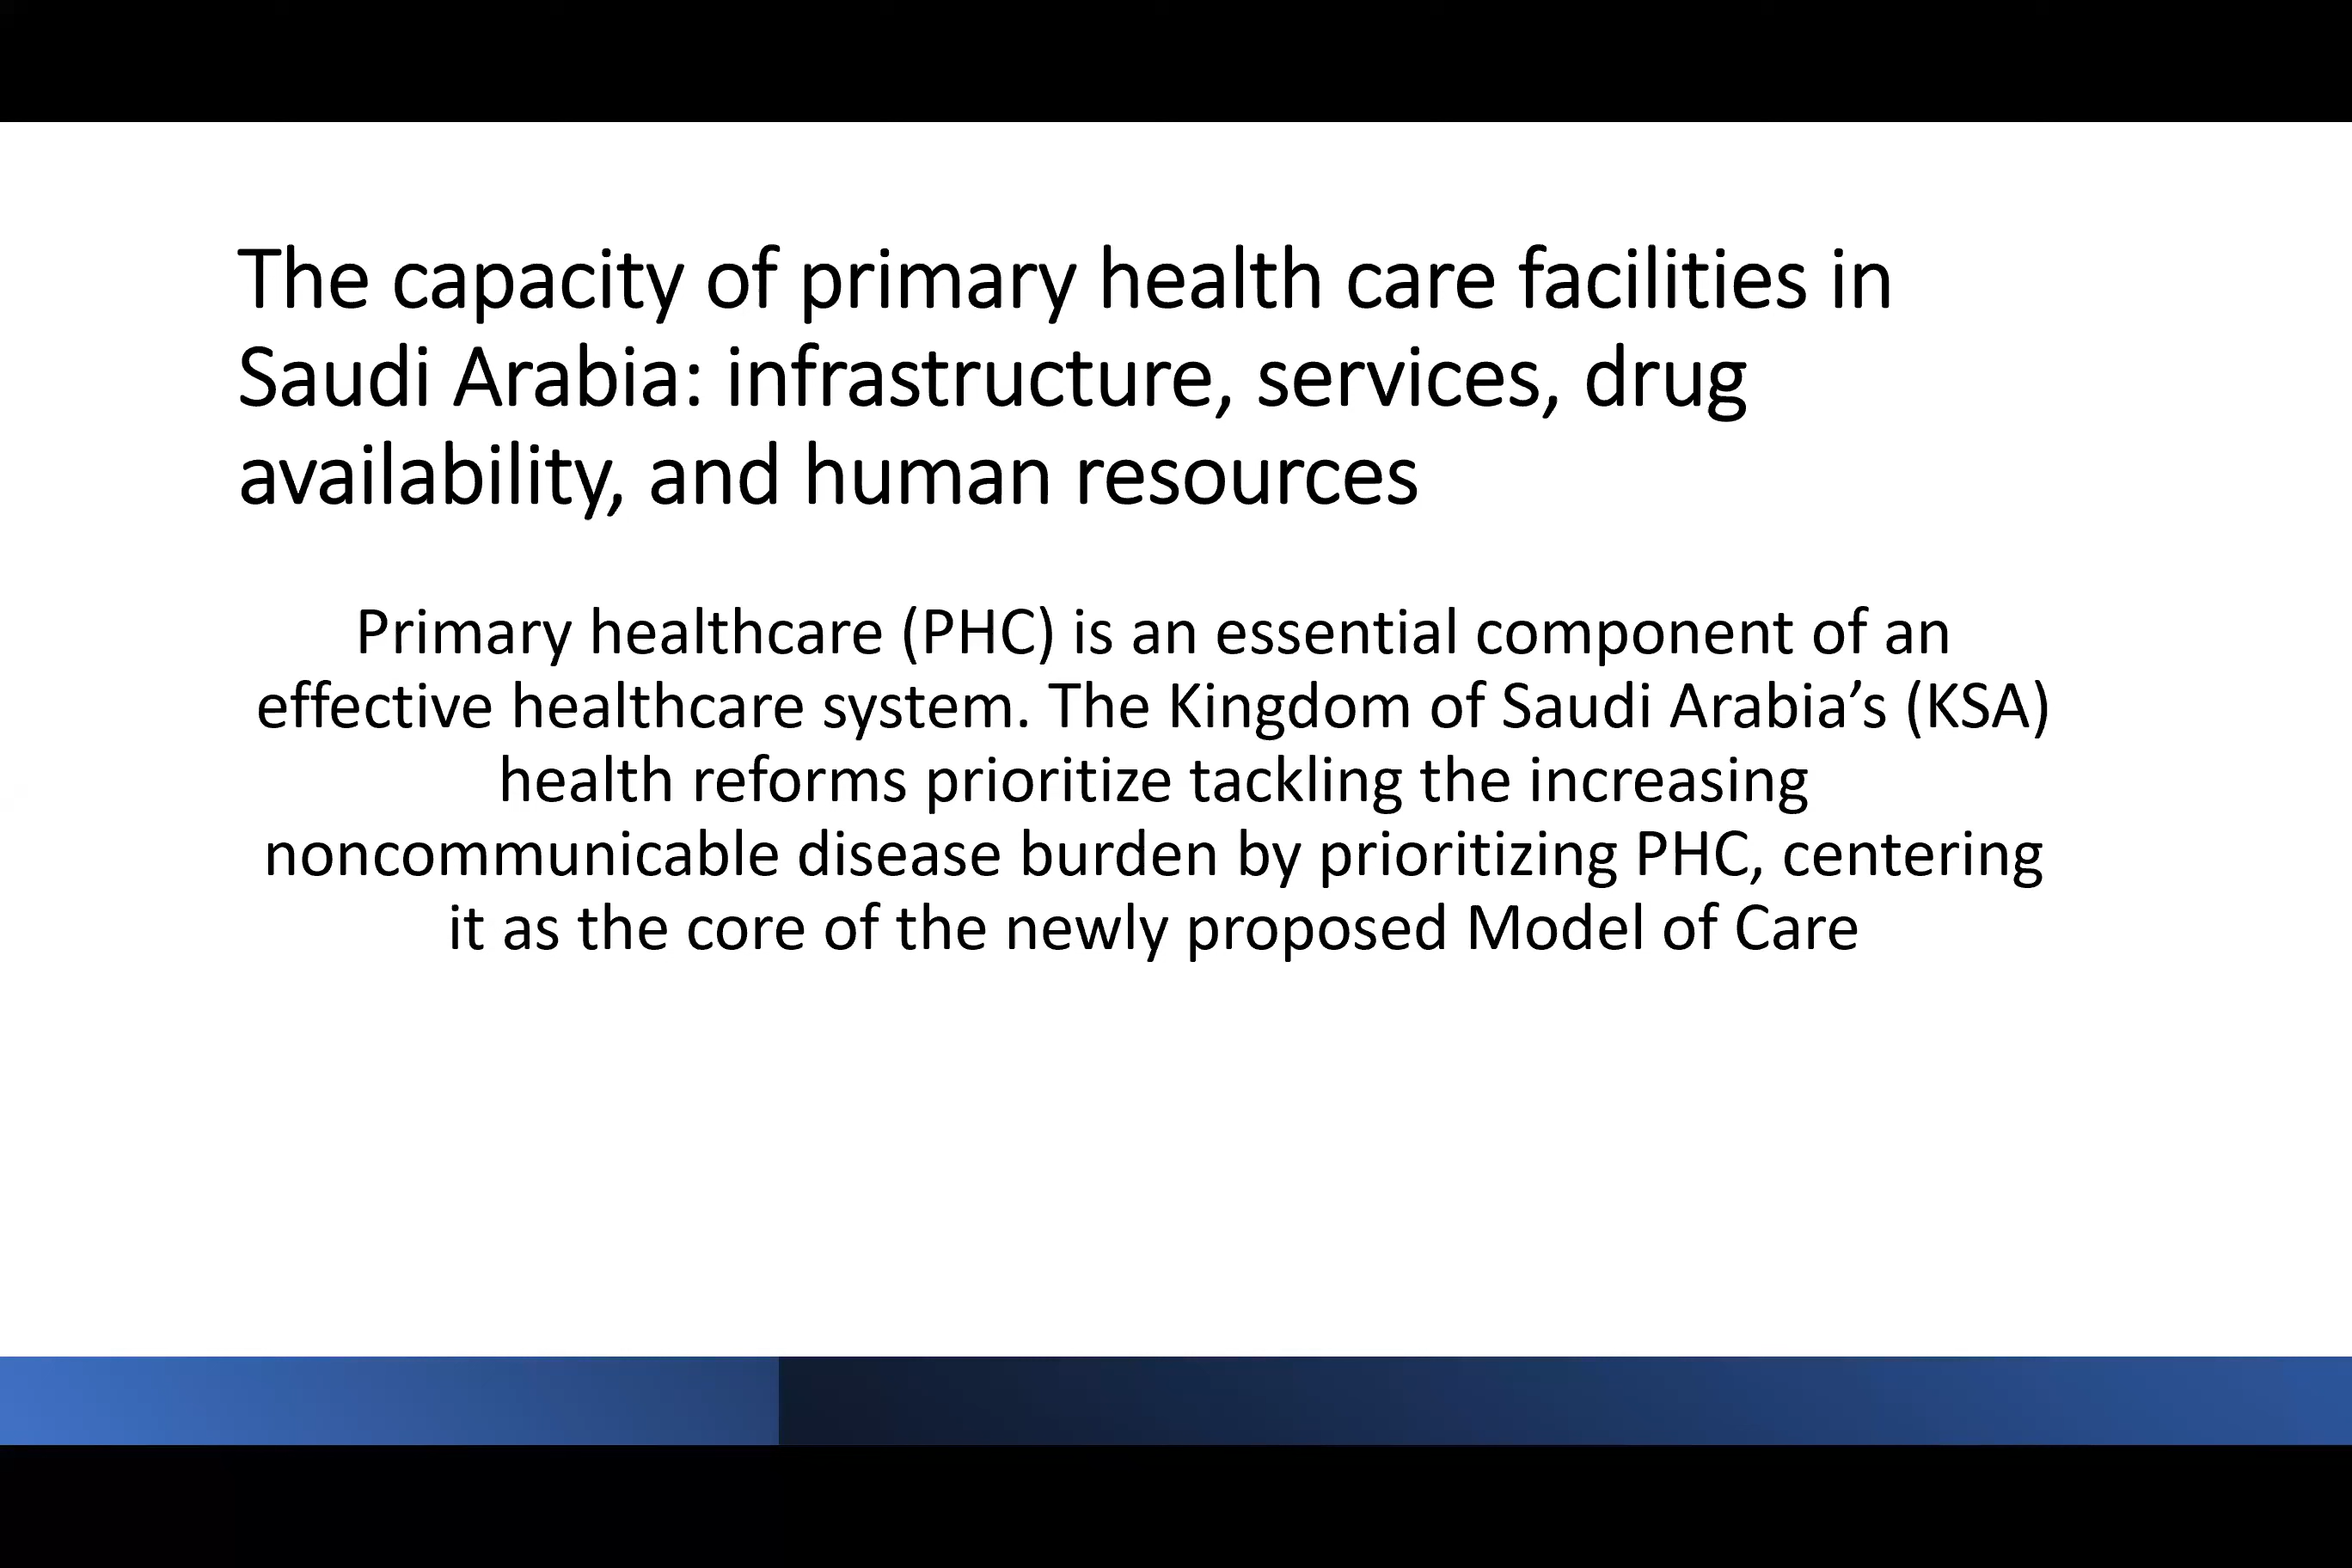 The capacity of primary health care facilities in
Saudi Arabia: infrastructure, services, drug
availability, and human resources
Primary healthcare (PHC) is an essential component of an
effective healthcare system. The Kingdom of Saudi Arabia’s (KSA)
health reforms prioritize tackling the increasing
noncommunicable disease burden by prioritizing PHC, centering
it as the core of the newly proposed Model of Care